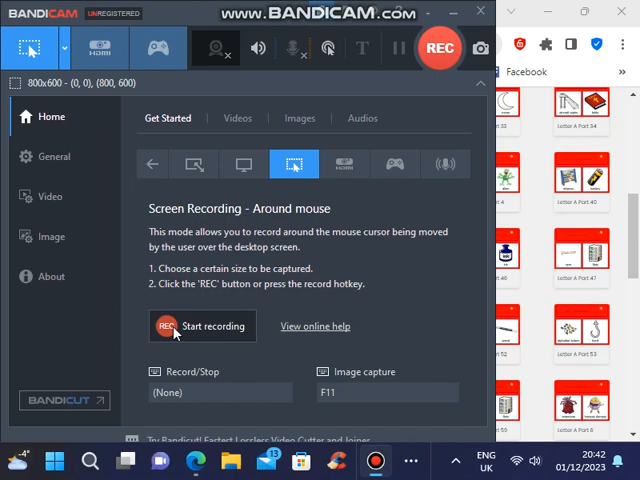 BANDICAM UNREGISTERED
www.BANDICAM.com
HDMI
T
REC
800x600 - (0, 0), (800, 600)
Home
General
Video
Image
About
BANDICUT
Get Started
Videos
Images
Audios
HDMI
Screen Recording - Around mouse
This mode allows you to record around the mouse cursor being moved
by the user over the desktop screen.
1. Choose a certain size to be captured.
2. Click the 'REC' button or press the record hotkey.
REC Start recording
View online help
Record/Stop
Image capture
(None)
F11
Try Bandicut! Fastest Lossless Video Cutter and Joiner
Facebook
Letter A Part 34
Letter A Part 40
ink
Letter A Part 47
Letter A Part 53
-4°
13
ENG
UK
20:42
01/12/2023